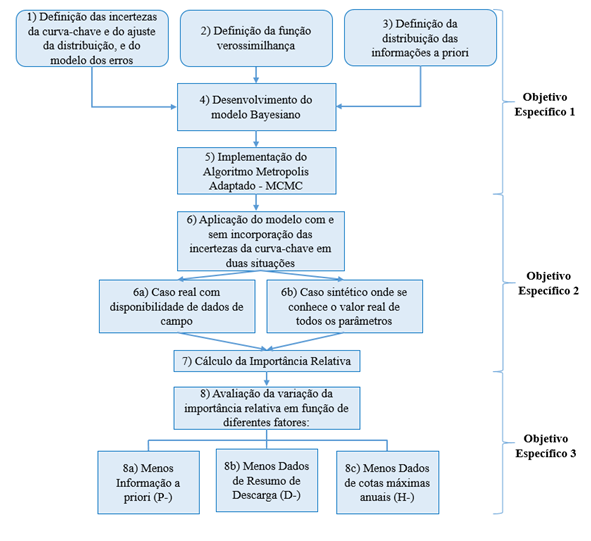 1) Definição das incertezas
da curva-chave e do ajuste
da distribuição, e do
modelo dos erros
2) Definição da função
verossimilhança
3) Definição da
distribuição das
informações a priori
4) Desenvolvimento do
modelo Bayesiano
Objetivo
Específico 1
5) Implementação do
Algoritmo Metropolis
Adaptado - MCMC
6) Aplicação do modelo com e
sem incorporação das
incertezas da curva-chave em
duas situações
6a) Caso real com
disponibilidade de dados de
campo
6b) Caso sintético onde se
conhece o valor real de
todos os parâmetros
Objetivo
Específico 2
7) Cálculo da Importância Relativa
8) Avaliação da variação da
importância relativa em função de
diferentes fatores:
Objetivo
Específico 3
8a) Menos
Informação a
priori (P-)
8b) Menos Dados
de Resumo de
Descarga (D-)
8c) Menos Dados
de cotas máximas
anuais (H-)